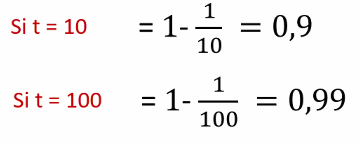 Si t = 10 = 1- 1/10 = 0,9
Si t = 100 = 1- 1/100 = 0,99